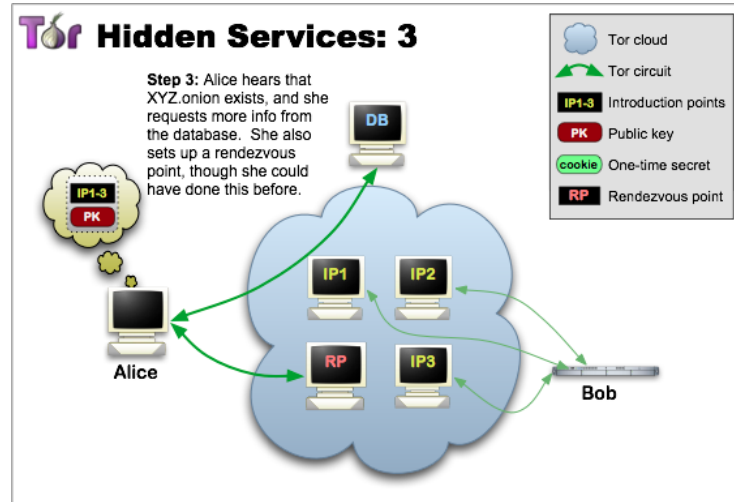 Tor Hidden Services: 3
Step 3: Alice hears that
XYZ.onion exists, and she
requests more info from
the database. She also
sets up a rendezvous
point, though she could
have done this before.
Tor cloud
Tor circuit
IP1-3 Introduction points
PK Public key
cookie One-time secret
RP Rendezvous point
DB
IP1-3
PK
IP1
IP2
RP
IP3
Alice
Bob